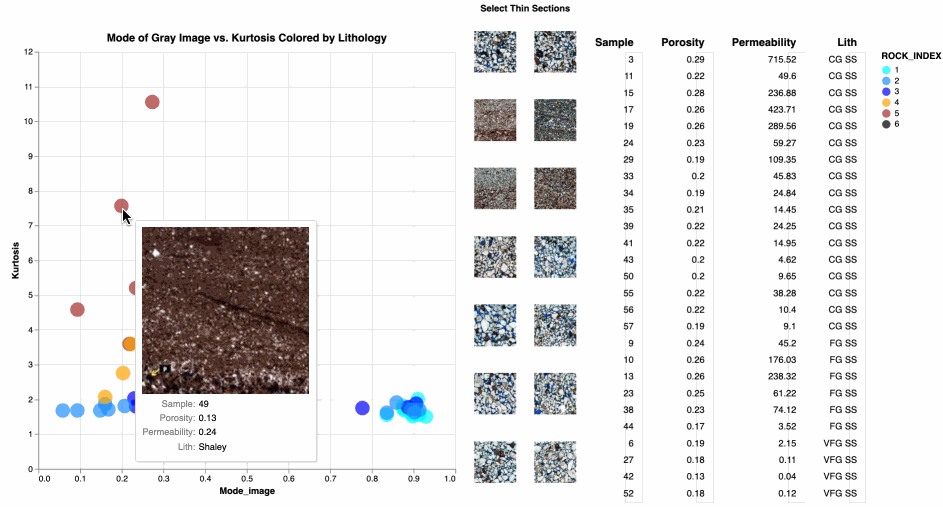 Select Thin Sections
Mode of Gray Image vs. Kurtosis Colored by Lithology
12
11
10
9
8
7
6
5
4
3
2
1
0
Kurtosis
0.0 0.1 0.2 0.3 0.4 0.5 0.6 0.7 0.8 0.9 1.0
Mode_image
Sample: 49
Porosity: 0.13
Permeability: 0.24
Lith: Shaley
Sample Porosity Permeability Lith
3 0.29 715.52 CG SS
11 0.22 49.6 CG SS
15 0.28 236.88 CG SS
17 0.26 423.71 CG SS
19 0.26 289.56 CG SS
24 0.23 59.27 CG SS
29 0.19 109.35 CG SS
33 0.2 45.83 CG SS
34 0.19 24.84 CG SS
35 0.21 14.45 CG SS
39 0.22 24.25 CG SS
41 0.22 14.95 CG SS
43 0.2 4.62 CG SS
50 0.2 9.65 CG SS
55 0.22 38.28 CG SS
56 0.22 10.4 CG SS
57 0.19 9.1 CG SS
9 0.24 45.2 FG SS
10 0.26 176.03 FG SS
13 0.26 238.32 FG SS
23 0.25 61.22 FG SS
38 0.23 74.12 FG SS
44 0.17 3.52 FG SS
6 0.19 2.15 VFG SS
27 0.18 0.11 VFG SS
42 0.13 0.04 VFG SS
52 0.18 0.12 VFG SS
ROCK_INDEX
1
2
3
4
5
6